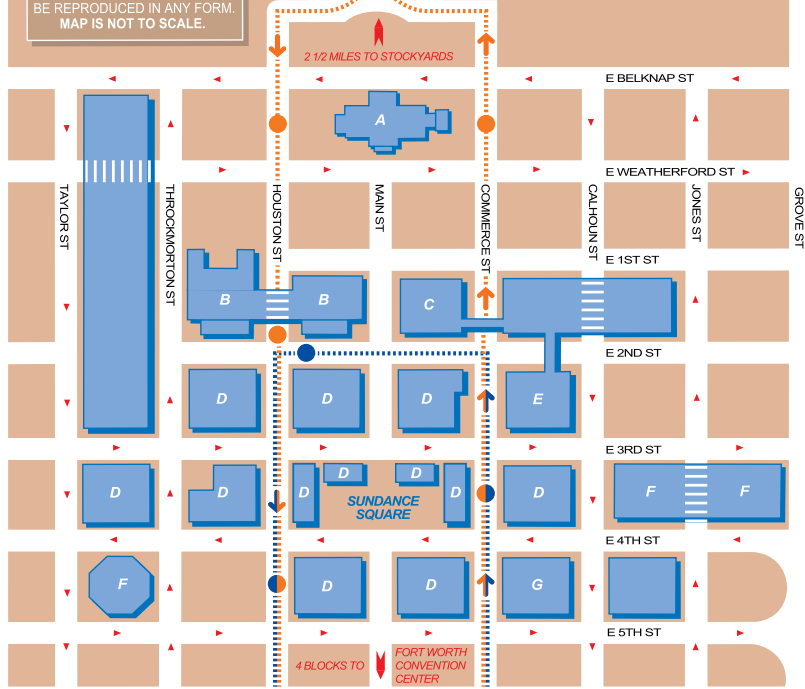 BE REPRODUCED IN ANY FORM.
MAP IS NOT TO SCALE.
2 1/2 MILES TO STOCKYARDS
E BELKNAP ST
A
E WEATHERFORD ST
TAYLOR ST
THROCKMORTON ST
HOUSTON ST
MAIN ST
COMMERCE ST
CALHOUN ST
JONES ST
GROVE ST
E 1ST ST
B
B
C
E 2ND ST
D
D
D
E
E 3RD ST
D
D
D
D
D
D
D
F
F
SUNDANCE
SQUARE
E 4TH ST
F
D
D
G
E 5TH ST
4 BLOCKS TO
FORT WORTH
CONVENTION
CENTER